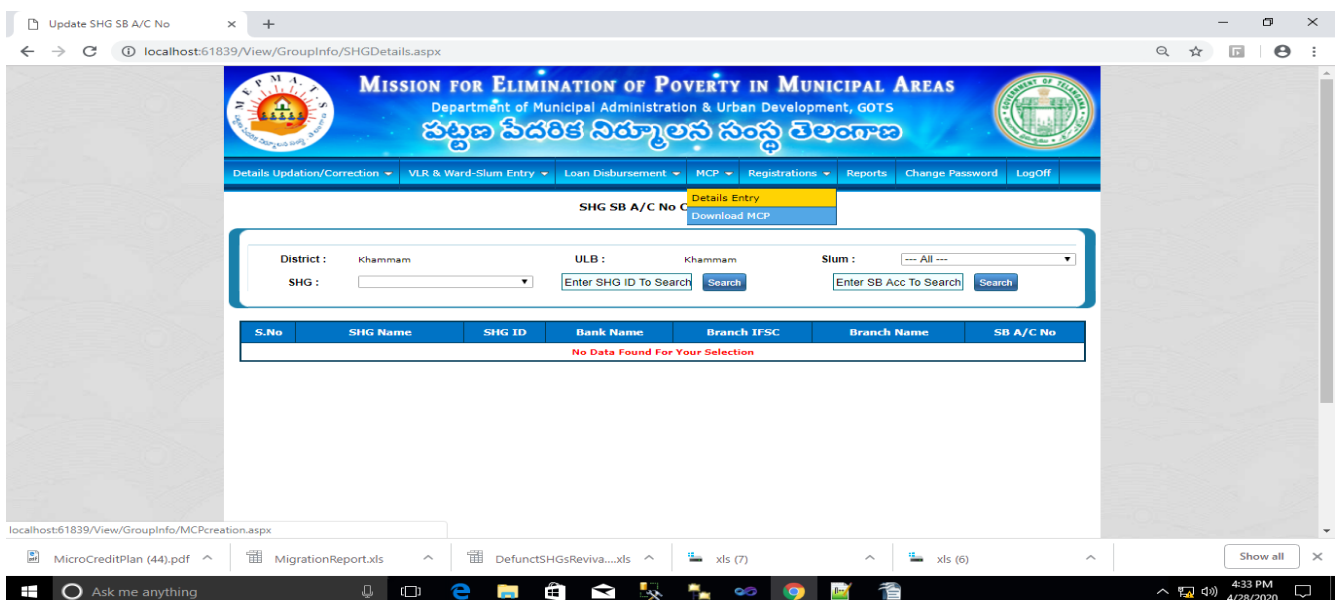 Update SHG SB A/C No
localhost:61839/View/GroupInfo/SHGDetails.aspx
MISSION FOR ELIMINATION OF POVERTY IN MUNICIPAL AREAS
Department of Municipal Administration & Urban Development, GOTS
పట్టణ పేదరిక నిర్మూలన సంస్థ తెలంగాణ
Details Updation/Correction VLR & Ward-Slum Entry Loan Disbursement MCP Registrations Reports Change Password LogOff
Details Entry
Download MCP
SHG SB A/C No
District : Khammam ULB : Khammam Slum : --- All ---
SHG : Enter SHG ID To Search Search Enter SB Acc To Search Search
S.No SHG Name SHG ID Bank Name Branch IFSC Branch Name SB A/C No
No Data Found For Your Selection
localhost:61839/View/GroupInfo/MCPcreation.aspx
MicroCreditPlan (44).pdf MigrationReport.xls DefunctSHGsReviva....xls xls (7) xls (6) Show all
Ask me anything
4:33 PM
4/28/2020